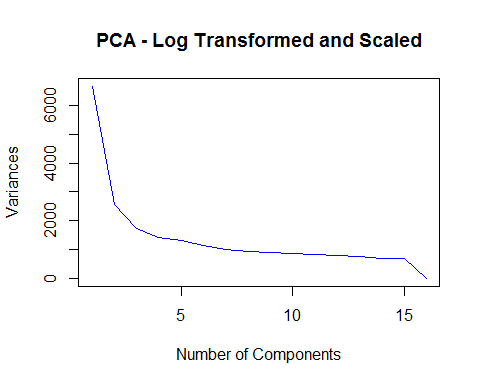 PCA - Log Transformed and Scaled
Variances
6000
4000
2000
0
5 10 15
Number of Components